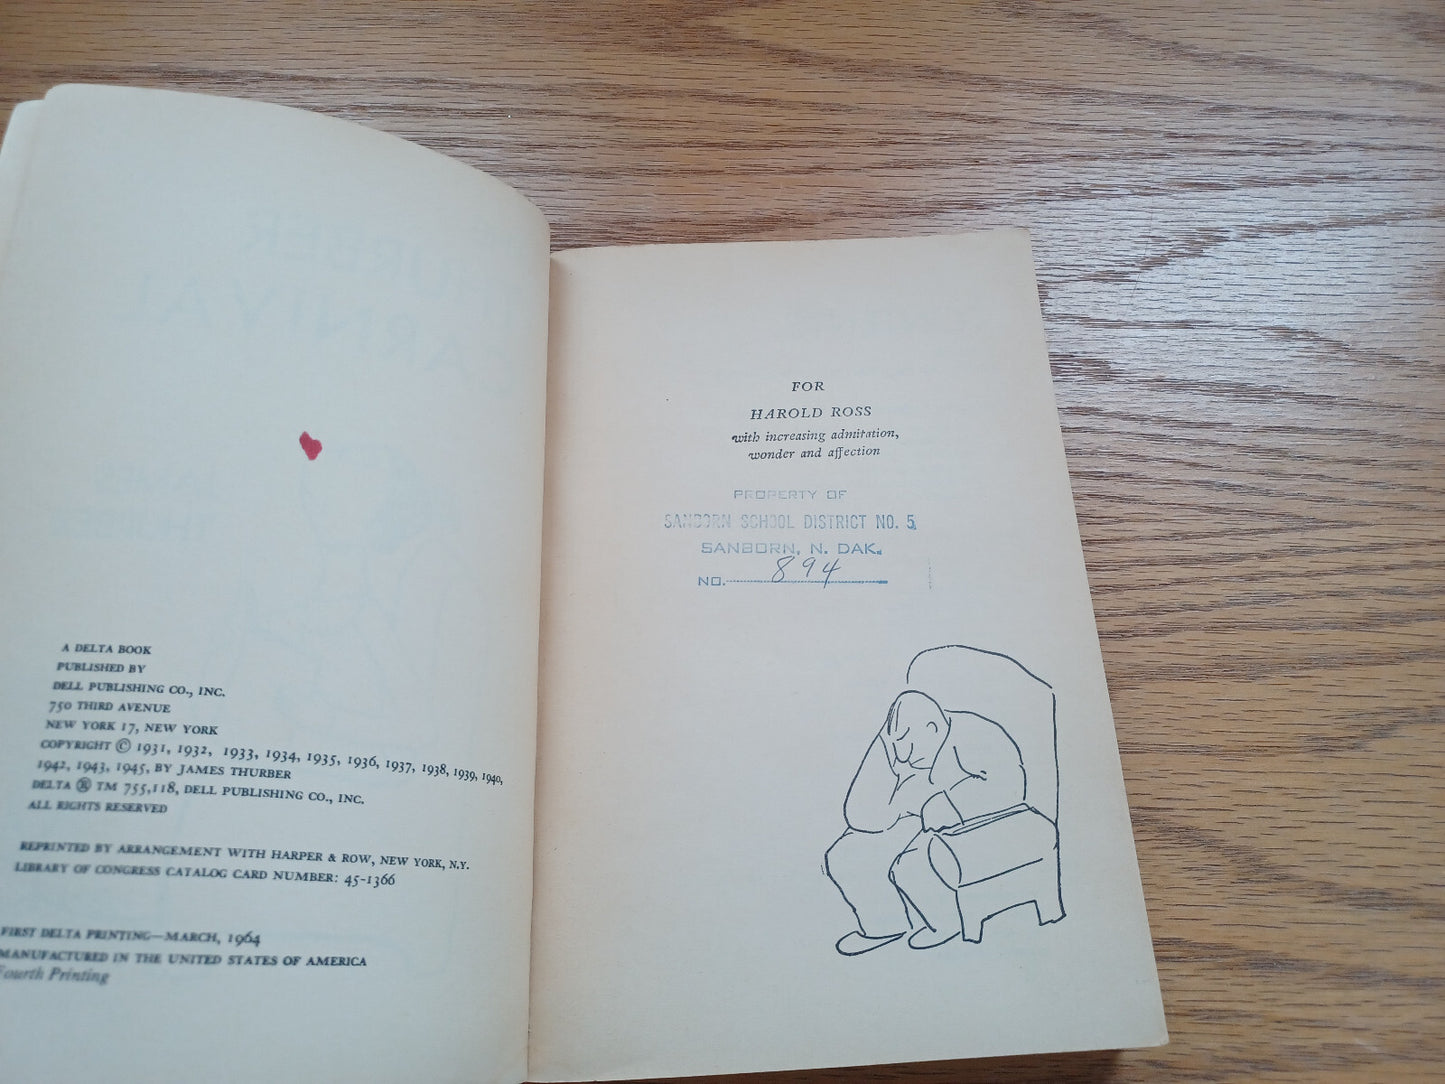 A DELTA BOOK
PUBLISHED BY
DELL PUBLISHING CO., INC.
750 THIRD AVENUE
NEW YORK 17, NEW YORK
COPYRIGHT © 1931, 1932, 1933, 1934, 1935, 1936, 1937, 1938, 1939, 1940,
1942, 1943, 1945, BY JAMES THURBER
DELTA ® TM 755,118, DELL PUBLISHING CO., INC.
ALL RIGHTS RESERVED
REPRINTED BY ARRANGEMENT WITH HARPER & ROW, NEW YORK, N.Y.
LIBRARY OF CONGRESS CATALOG CARD NUMBER: 45-1366
FIRST DELTA PRINTING—MARCH, 1964
MANUFACTURED IN THE UNITED STATES OF AMERICA
Fourth Printing
FOR
HAROLD ROSS
with increasing admiration,
wonder and affection
PROPERTY OF
SANBORN SCHOOL DISTRICT NO. 5
SANBORN, N. DAK.
NO. 894